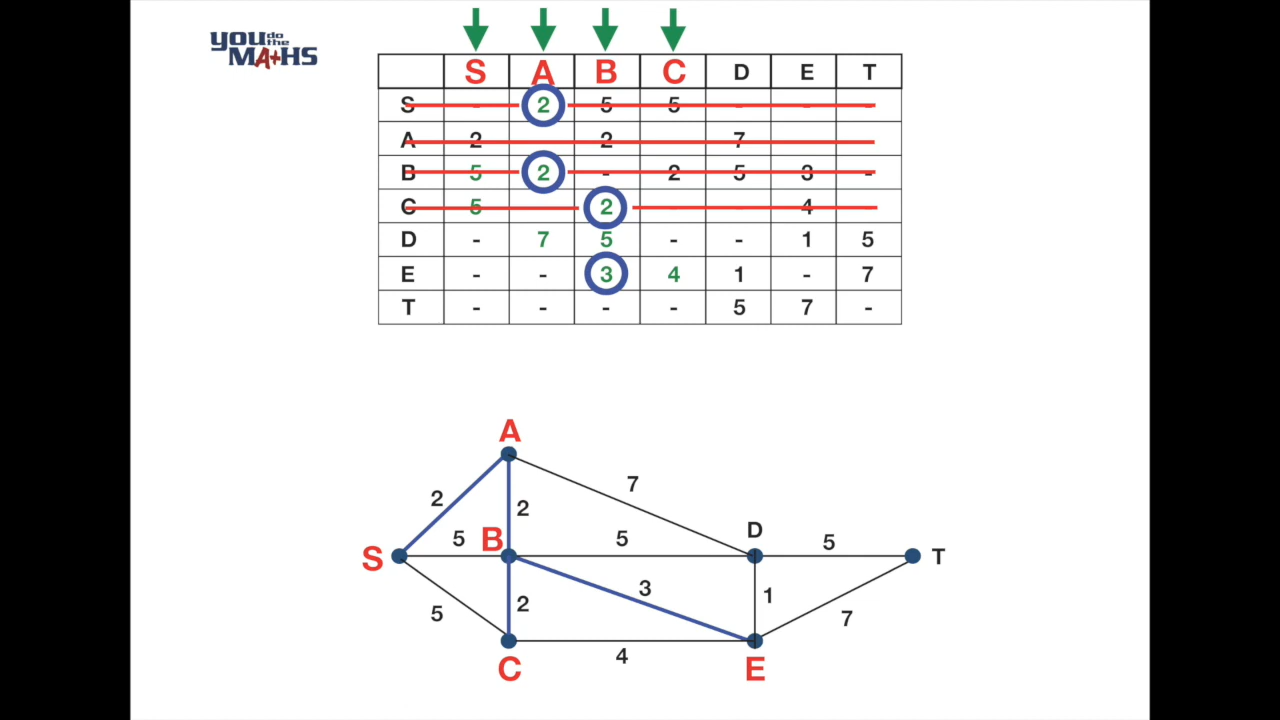 you do the MATHS
S A B C D E T
S - 2 5 5 - - -
A 2 2 7
B 5 2 - 2 5 3 -
C 5 2 4
D - 7 5 - - 1 5
E - - 3 4 1 - 7
T - - - - 5 7 -
A
2 7
2
D
5 B 5 5
S T
3
1
2
5 7
4
C E